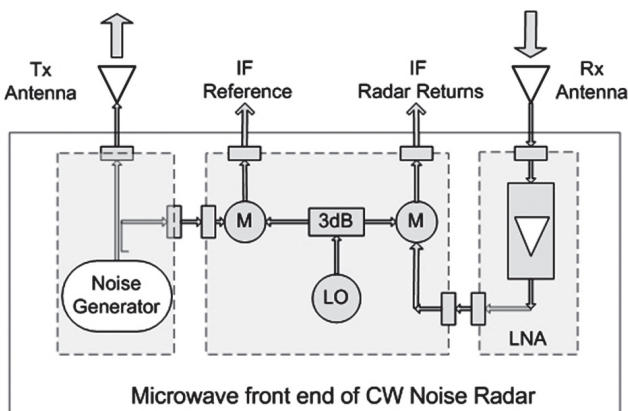 Tx
Antenna
IF
Reference
IF
Radar Returns
Rx
Antenna
M
3dB
M
Noise
Generator
LO
LNA
Microwave front end of CW Noise Radar